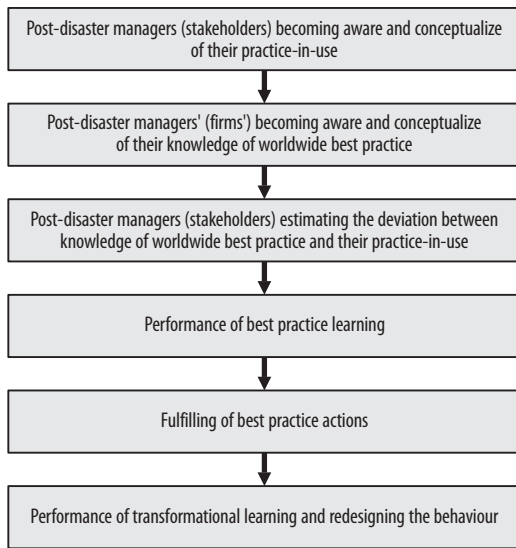 Post-disaster managers (stakeholders) becoming aware and conceptualize
of their practice-in-use
Post-disaster managers' (firms') becoming aware and conceptualize
of their knowledge of worldwide best practice
Post-disaster managers (stakeholders) estimating the deviation between
knowledge of worldwide best practice and their practice-in-use
Performance of best practice learning
Fulfilling of best practice actions
Performance of transformational learning and redesigning the behaviour